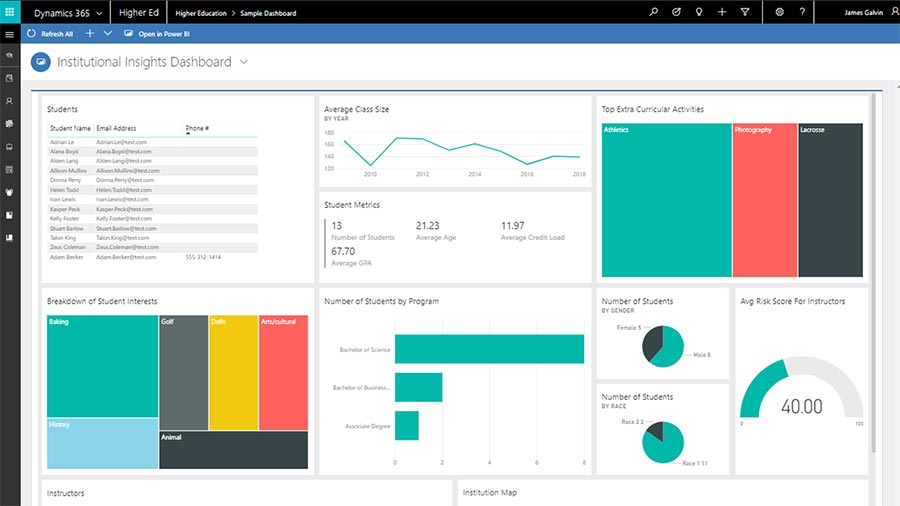 Dynamics 365 Higher Ed Higher Education > Sample Dashboard James Galvin
Refresh All Open in Power BI
Institutional Insights Dashboard
Students
Student Name Email Address Phone #
Adrian Le Adrian.Le@test.com
Alana Boyd Alana.Boyd@test.com
Alden Lang Alden.Lang@test.com
Allison Mullins Allison.Mullins@test.com
Donna Perry Donna.Perry@test.com
Helen Todd Helen.Todd@test.com
Ivan Lewis Ivan.Lewis@test.com
Kasper Peck Kasper.Peck@test.com
Kelly Foster Kelly.Foster@test.com
Stuart Barlow Stuart.Barlow@test.com
Talon King Talon.King@test.com
Zeus Coleman Zeus.Coleman@test.com
Adam Becker Adam.Becker@test.com 555-312-1414
Average Class Size
BY YEAR
180
160
140
120
2010 2012 2014 2016 2018
Student Metrics
13 21.23 11.97
Number of Students Average Age Average Credit Load
67.70
Average GPA
Top Extra Curricular Activities
Athletics Photography Lacrosse
Breakdown of Student Interests
Baking Golf Dolls Arts/cultural
History
Animal
Number of Students by Program
Bachelor of Science
Bachelor of Business...
Associate Degree
0 2 4 6 8
Number of Students
BY GENDER
Female 5
Male 8
Number of Students
BY RACE
Race 2 2
Race 1 11
Avg Risk Score For Instructors
40.00
0 100
Instructors
Institution Map